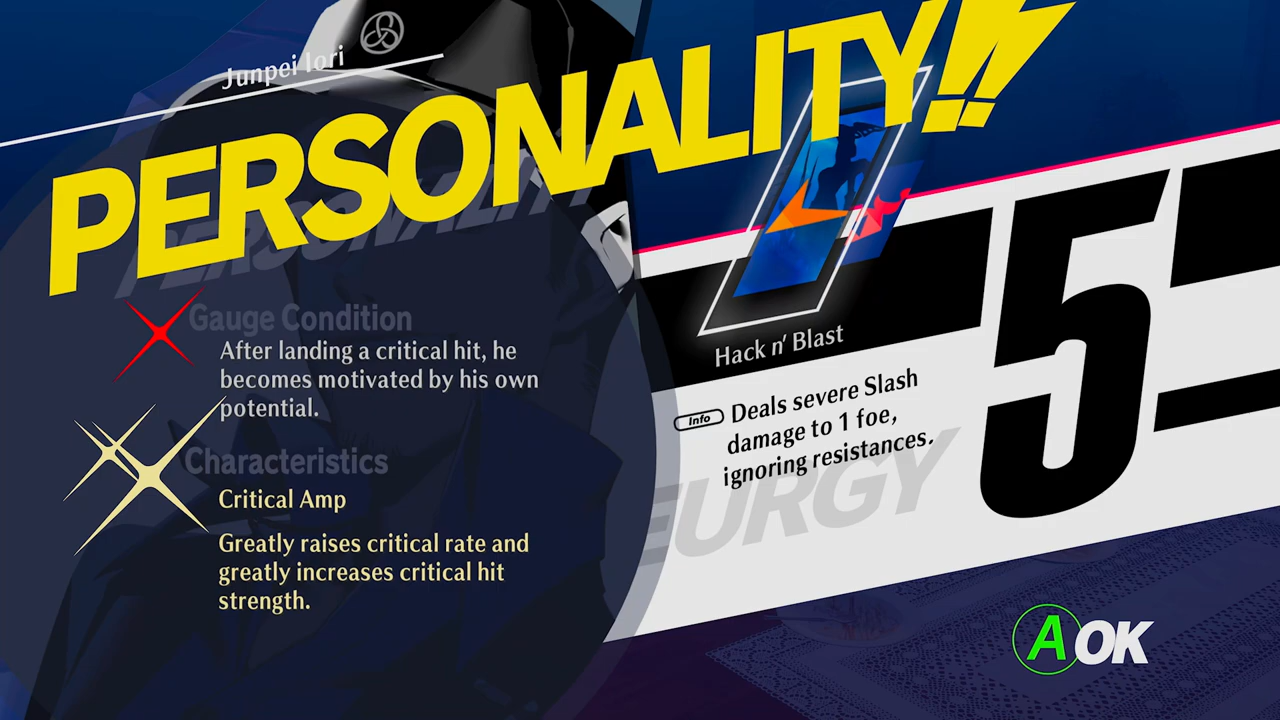 Junpei Iori
PERSONALITY!!
PERSONALITY
Gauge Condition
After landing a critical hit, he
becomes motivated by his own
potential.
Characteristics
Critical Amp
Greatly raises critical rate and
greatly increases critical hit
strength.
Hack n' Blast
Info Deals severe Slash
damage to 1 foe,
ignoring resistances.
EURGY
5
A OK